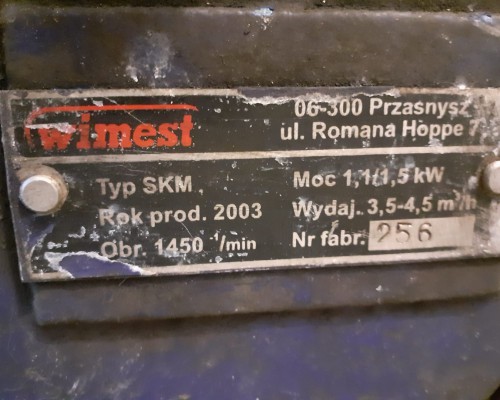 wimest
06-300 Przasnysz
ul. Romana Hoppe 7
Typ SKM
Moc 1,1/1,5 kW
Rok prod. 2003
Wydaj. 3,5-4,5 m³/h
Obr. 1450 1/min
Nr fabr. 256